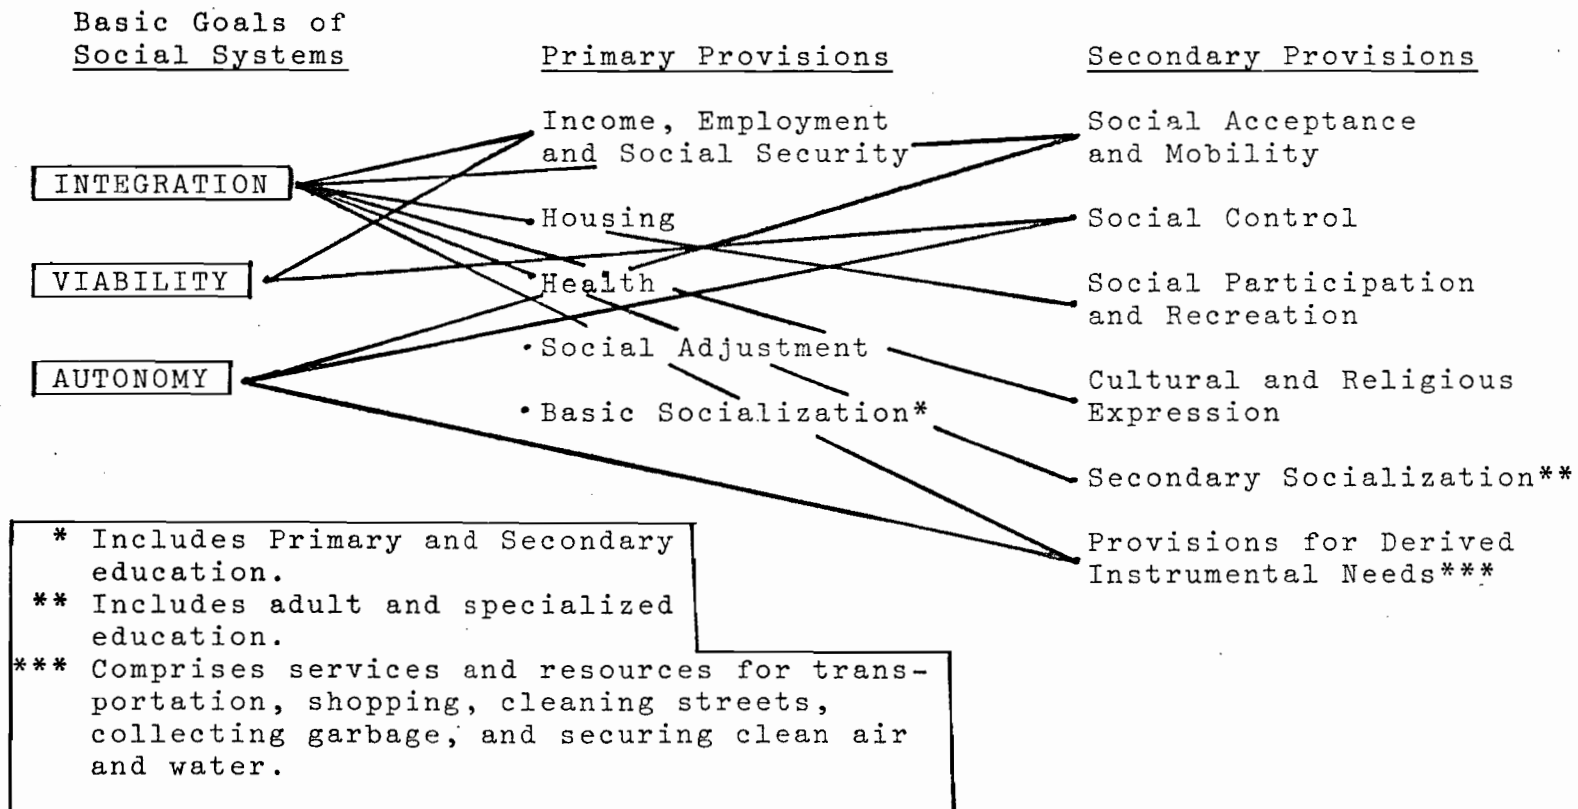 Basic Goals of
Social Systems
Primary Provisions
Secondary Provisions
INTEGRATION
VIABILITY
AUTONOMY
Income, Employment
and Social Security
Housing
Health
Social Adjustment
Basic Socialization*
Social Acceptance
and Mobility
Social Control
Social Participation
and Recreation
Cultural and Religious
Expression
Secondary Socialization**
Provisions for Derived
Instrumental Needs***
* Includes Primary and Secondary
education.
** Includes adult and specialized
education.
*** Comprises services and resources for trans-
portation, shopping, cleaning streets,
collecting garbage, and securing clean air
and water.